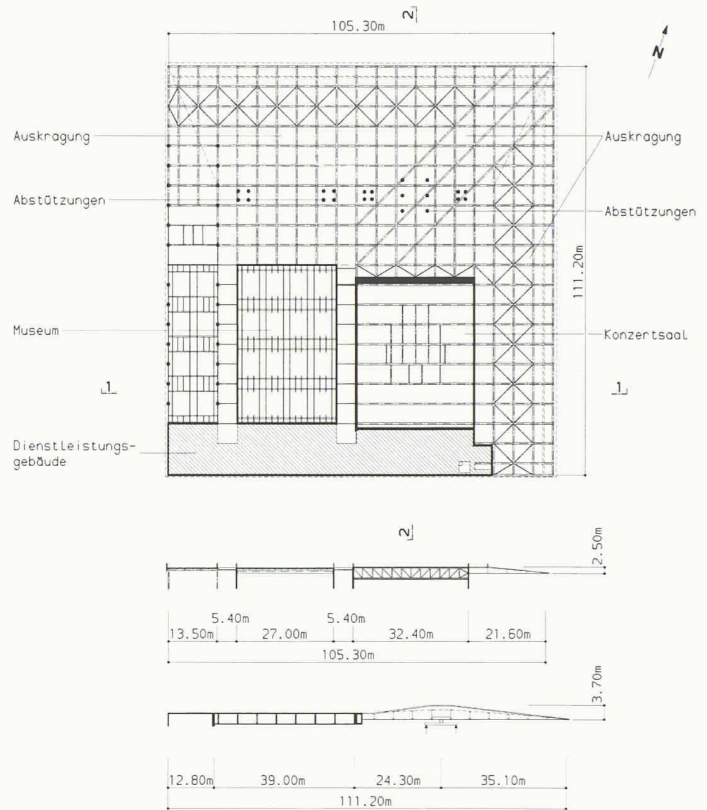 2
105.30m
N
Auskragung
Auskragung
Abstützungen
Abstützungen
111.20m
Museum
Konzertsaal
1
1
Dienstleistungs-
gebäude
2
2.50m
5.40m
5.40m
13.50m
27.00m
32.40m
21.60m
105.30m
3.70m
12.80m
39.00m
24.30m
35.10m
111.20m